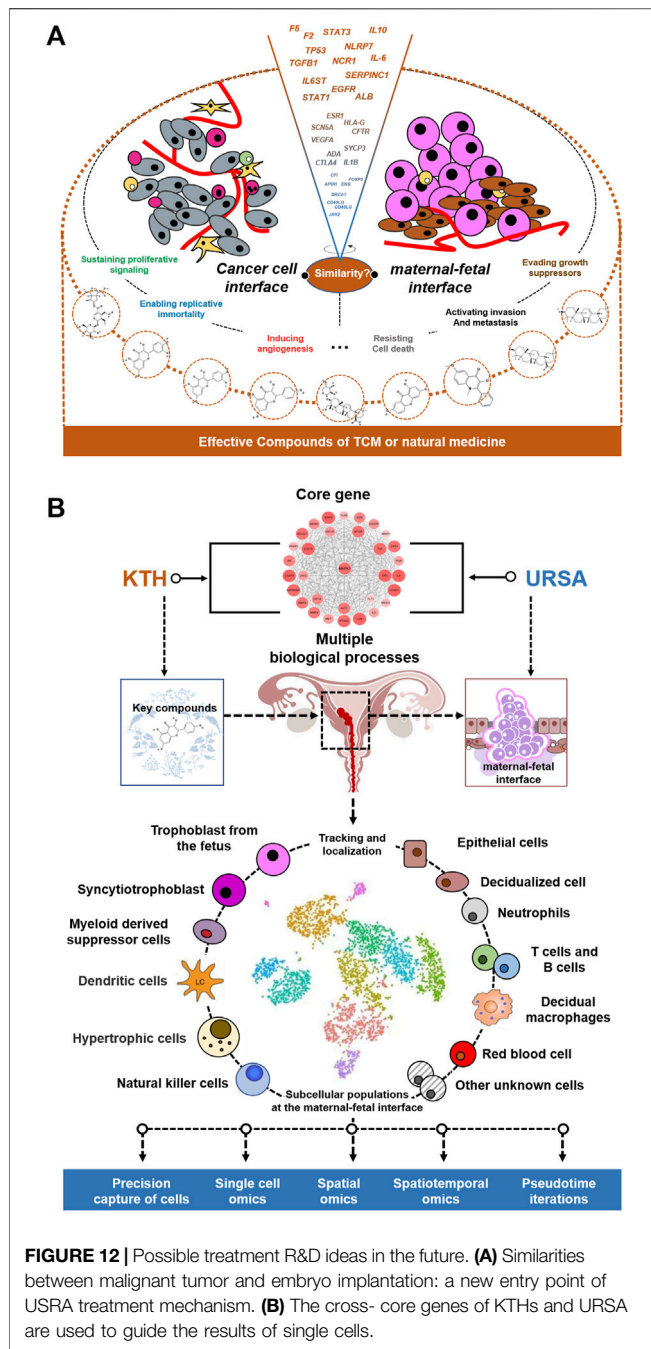 A
F5
F2
STAT3
IL10
TP53
NLRP7
TGFB1
NCR1
IL-6
IL6ST
SERPINC1
EGFR
STAT1
ALB
ESR1
SCN5A
HLA-G
CFTR
VEGFA
SYCP3
ADA
CTLA4
IL1B
CFI
FOXP3
APOH
ENG
BRCA1
CD40LG
CD40LG
JAK2
Sustaining proliferative
signaling
Cancer cell
interface
Similarity?
maternal-fetal
interface
Evading growth
suppressors
Enabling replicative
immortality
Activating invasion
And metastasis
Inducing
angiogenesis
...
Resisting
Cell death
Effective Compounds of TCM or natural medicine
B
Core gene
KTH
URSA
Multiple
biological processes
Key compounds
maternal-fetal
interface
Trophoblast from
the fetus
Tracking and
localization
Epithelial cells
Syncytiotrophoblast
Decidualized cell
Myeloid derived
suppressor cells
Neutrophils
Dendritic cells
LC
T cells and
B cells
Hypertrophic cells
Decidual
macrophages
Natural killer cells
Red blood cell
Other unknown cells
Subcellular populations
at the maternal-fetal interface
Precision
capture of cells
Single cell
omics
Spatial
omics
Spatiotemporal
omics
Pseudotime
iterations
FIGURE 12 | Possible treatment R&D ideas in the future. (A) Similarities
between malignant tumor and embryo implantation: a new entry point of
USRA treatment mechanism. (B) The cross- core genes of KTHs and URSA
are used to guide the results of single cells.